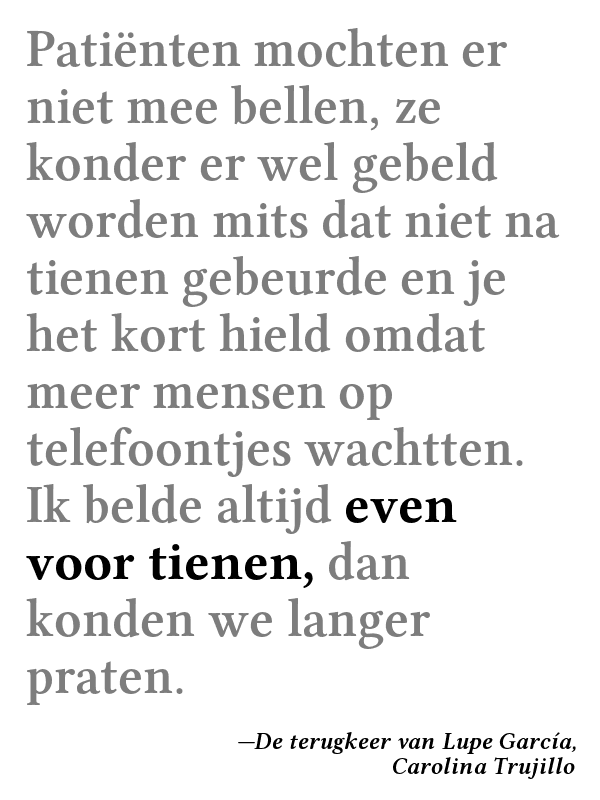 Patiënten mochten er
niet mee bellen, ze
konder er wel gebeld
worden mits dat niet na
tienen gebeurde en je
het kort hield omdat
meer mensen op
telefoontjes wachtten.
Ik belde altijd even
voor tienen, dan
konden we langer
praten.
—De terugkeer van Lupe García,
Carolina Trujillo